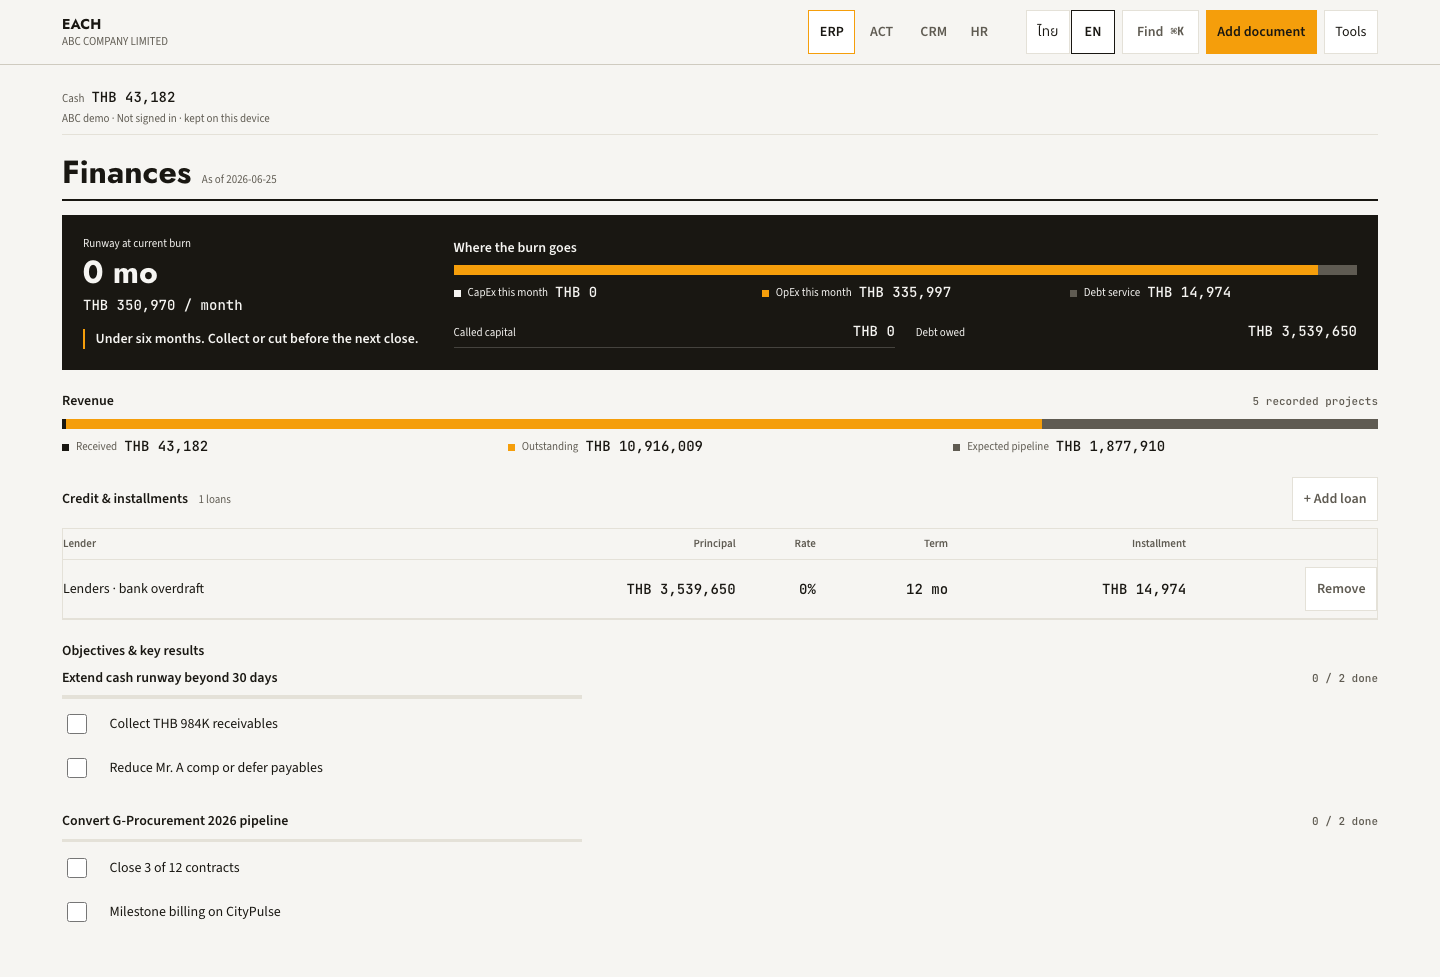 EACH
ABC COMPANY LIMITED
ERP ACT CRM HR ไทย EN Find ⌘K Add document Tools
Cash THB 43,182
ABC demo · Not signed in · kept on this device
Finances As of 2026-06-25
Runway at current burn
0 mo
THB 350,970 / month
Under six months. Collect or cut before the next close.
Where the burn goes
CapEx this month THB 0 OpEx this month THB 335,997 Debt service THB 14,974
Called capital THB 0 Debt owed THB 3,539,650
Revenue 5 recorded projects
Received THB 43,182 Outstanding THB 10,916,009 Expected pipeline THB 1,877,910
Credit & installments 1 loans + Add loan
Lender Principal Rate Term Installment
Lenders · bank overdraft THB 3,539,650 0% 12 mo THB 14,974 Remove
Objectives & key results
Extend cash runway beyond 30 days 0 / 2 done
Collect THB 984K receivables
Reduce Mr. A comp or defer payables
Convert G-Procurement 2026 pipeline 0 / 2 done
Close 3 of 12 contracts
Milestone billing on CityPulse